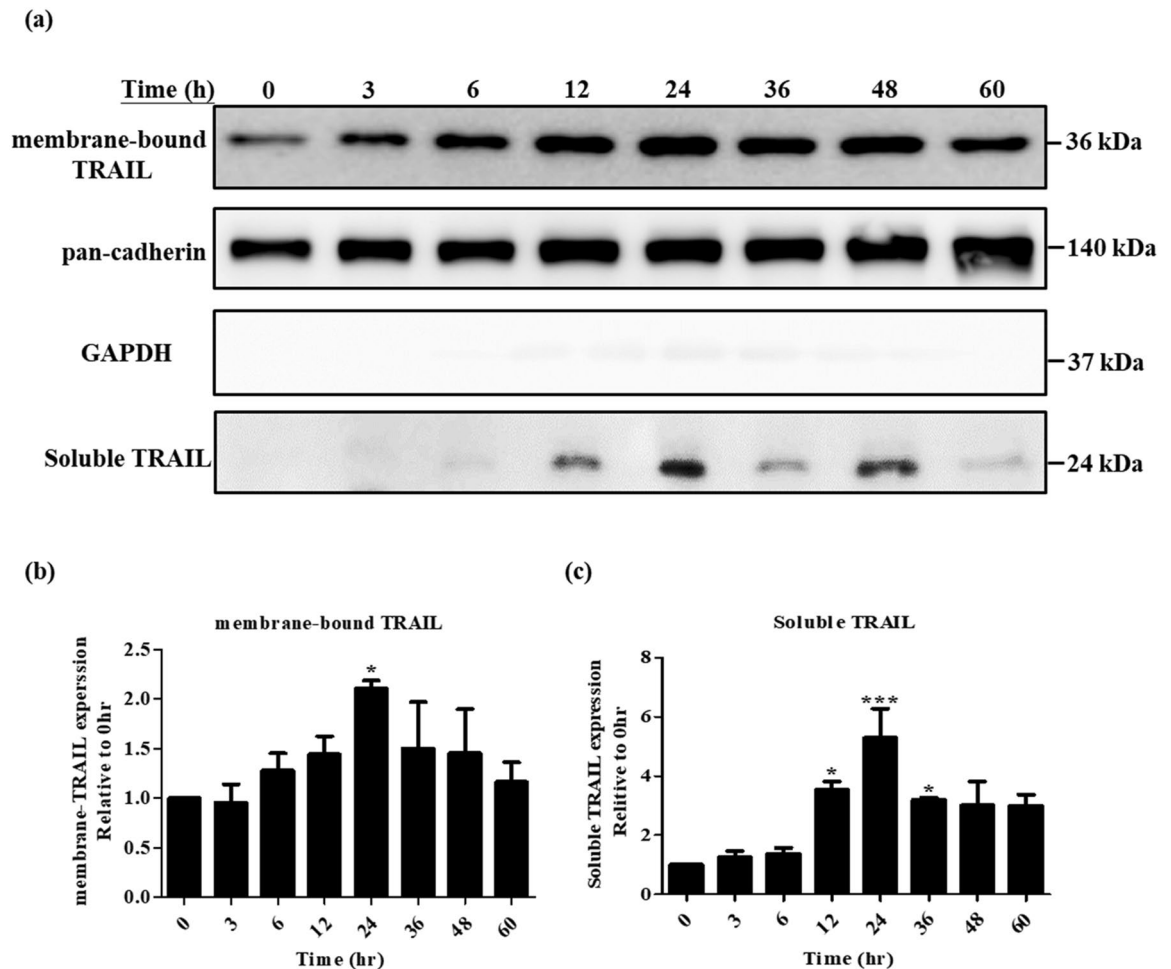 (a)
Time (h) 0 3 6 12 24 36 48 60
membrane-bound
TRAIL
36 kDa
pan-cadherin
140 kDa
GAPDH
37 kDa
Soluble TRAIL
24 kDa
(b)
membrane-bound TRAIL
membrane-TRAIL experssion
Relative to 0hr
2.5
2.0
1.5
1.0
0.5
0.0
*
0 3 6 12 24 36 48 60
Time (hr)
(c)
Soluble TRAIL
Soluble TRAIL expression
Relitive to 0hr
8
6
4
2
0
* *** *
0 3 6 12 24 36 48 60
Time (hr)